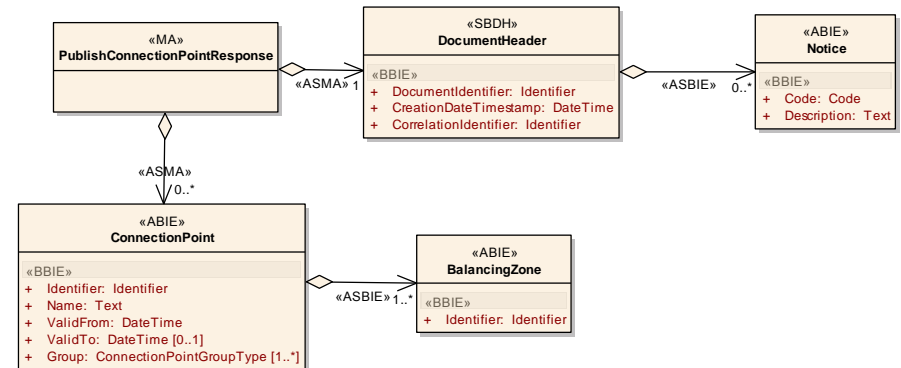 «MA»
PublishConnectionPointResponse
«SBDH»
DocumentHeader
«BBIE»
+ DocumentIdentifier: Identifier
+ CreationDateTimestamp: DateTime
+ CorrelationIdentifier: Identifier
«ABIE»
Notice
«BBIE»
+ Code: Code
+ Description: Text
«ASMA» 1
«ASBIE» 0..*
«ASMA»
0..*
«ABIE»
ConnectionPoint
«BBIE»
+ Identifier: Identifier
+ Name: Text
+ ValidFrom: DateTime
+ ValidTo: DateTime [0..1]
+ Group: ConnectionPointGroupType [1..*]
«ASBIE» 1..*
«ABIE»
BalancingZone
«BBIE»
+ Identifier: Identifier